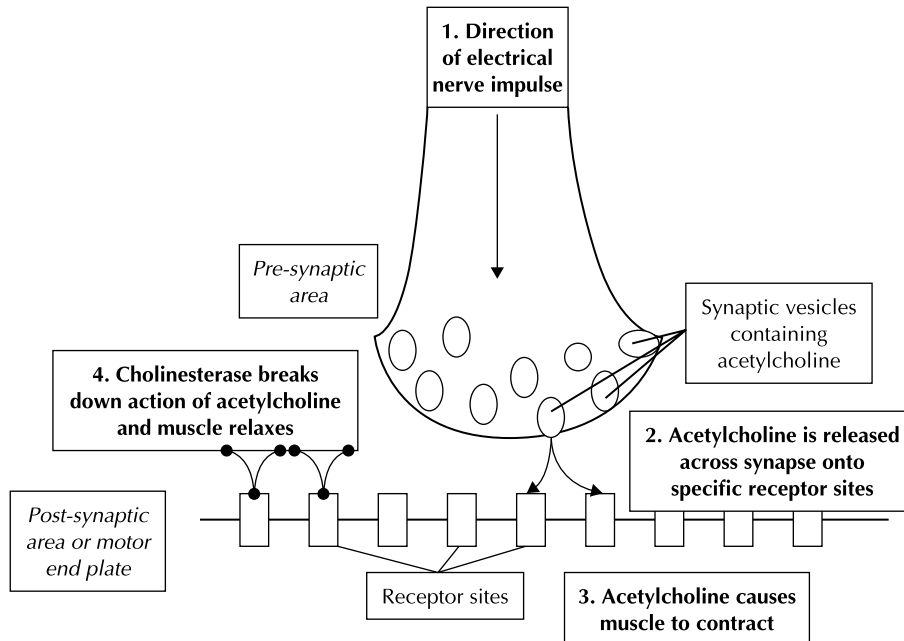 1. Direction
of electrical
nerve impulse
Pre-synaptic
area
Synaptic vesicles
containing
acetylcholine
4. Cholinesterase breaks
down action of acetylcholine
and muscle relaxes
2. Acetylcholine is released
across synapse onto
specific receptor sites
Post-synaptic
area or motor
end plate
Receptor sites
3. Acetylcholine causes
muscle to contract